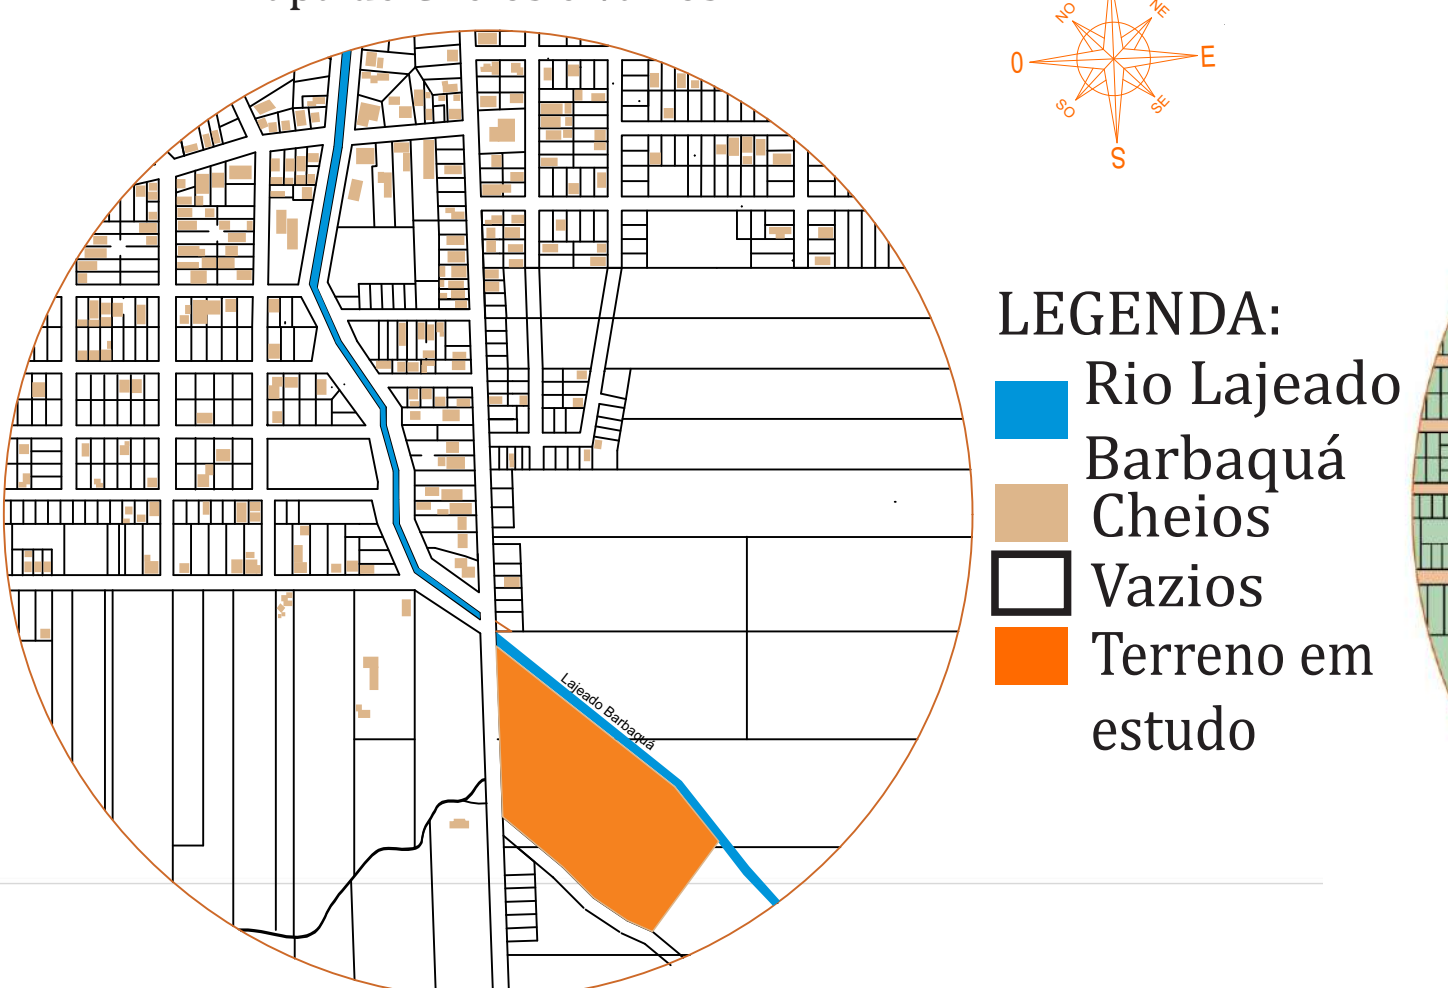 NO
NE
O
E
SO
SE
S
LEGENDA:
Rio Lajeado
Barbaquá
Cheios
Vazios
Terreno em
estudo
Lajeado Barbaquá